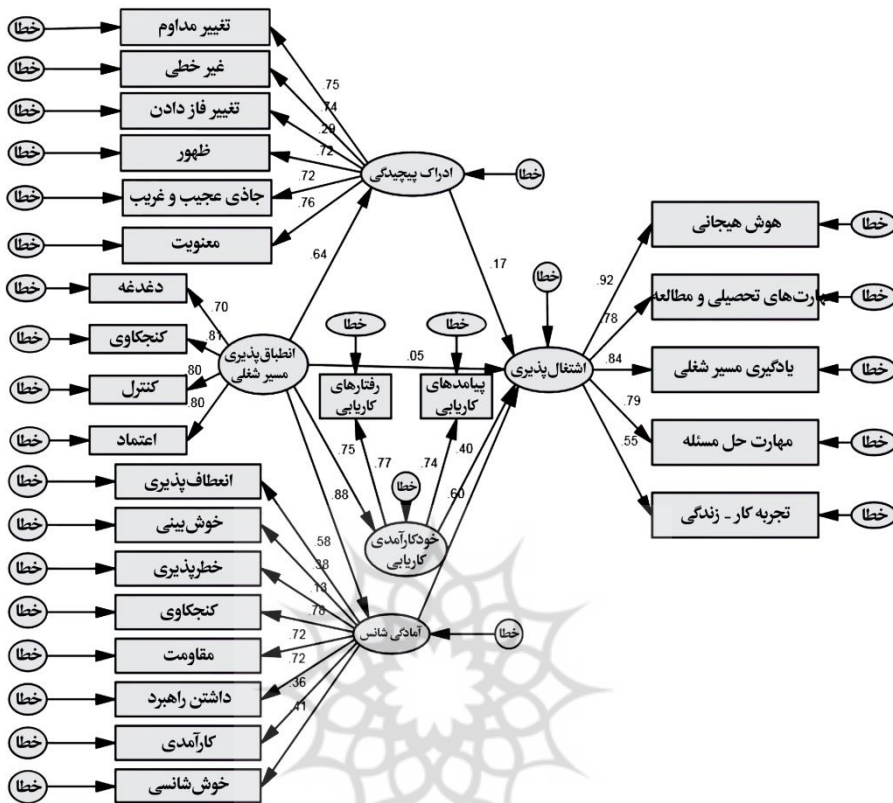 خطا
تغییر مداوم
خطا
غیر خطی
خطا
تغییر فاز دادن
خطا
ظهور
خطا
جاذی عجیب و غریب
خطا
معنویت
.75
.74
.29
.72
.72
.76
ادراک پیچیدگی
خطا
.64
.17
خطا
دغدغه
خطا
کنجکاوی
خطا
کنترل
خطا
اعتماد
.70
.81
.80
.80
انطباق‌پذیری
مسیر شغلی
.05
خطا
خطا
رفتارهای
کاریابی
پیامدهای
کاریابی
.75
.77
.74
.40
.60
.88
خطا
خودکارآمدی
کاریابی
خطا
اشتغال‌پذیری
.92
.78
.84
.79
.55
هوش هیجانی
خطا
مهارت‌های تحصیلی و مطالعه
خطا
یادگیری مسیر شغلی
خطا
مهارت حل مسئله
خطا
تجربه کار – زندگی
خطا
خطا
انعطاف‌پذیری
خطا
خوش‌بینی
خطا
خطرپذیری
خطا
کنجکاوی
خطا
مقاومت
خطا
داشتن راهبرد
خطا
کارآمدی
خطا
خوش‌شانسی
.58
.38
.13
.78
.72
.72
.36
.41
آمادگی شانس
خطا